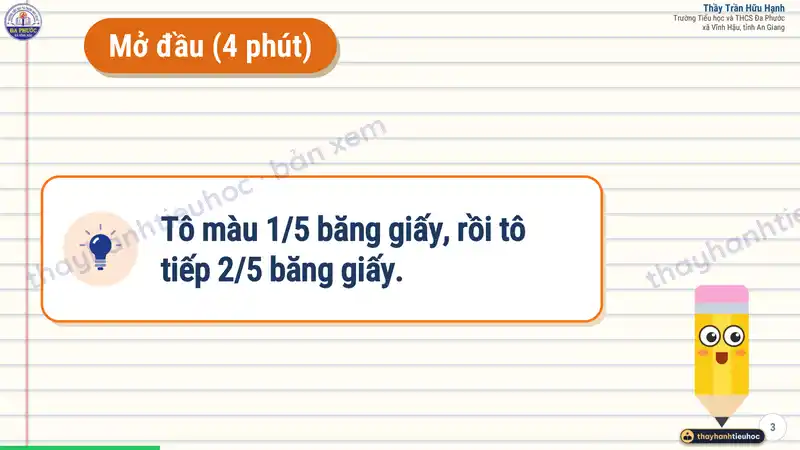 Thầy Trần Hữu Hạnh
Trường Tiểu học và THCS Đa Phước
xã Vĩnh Hậu, tỉnh An Giang
ĐA PHƯỚC
Mở đầu (4 phút)
thayhanhtieuhoc - bản xem
Tô màu 1/5 băng giấy, rồi tô
tiếp 2/5 băng giấy.
thayhanhtie
thayhanhtieuhoc
3